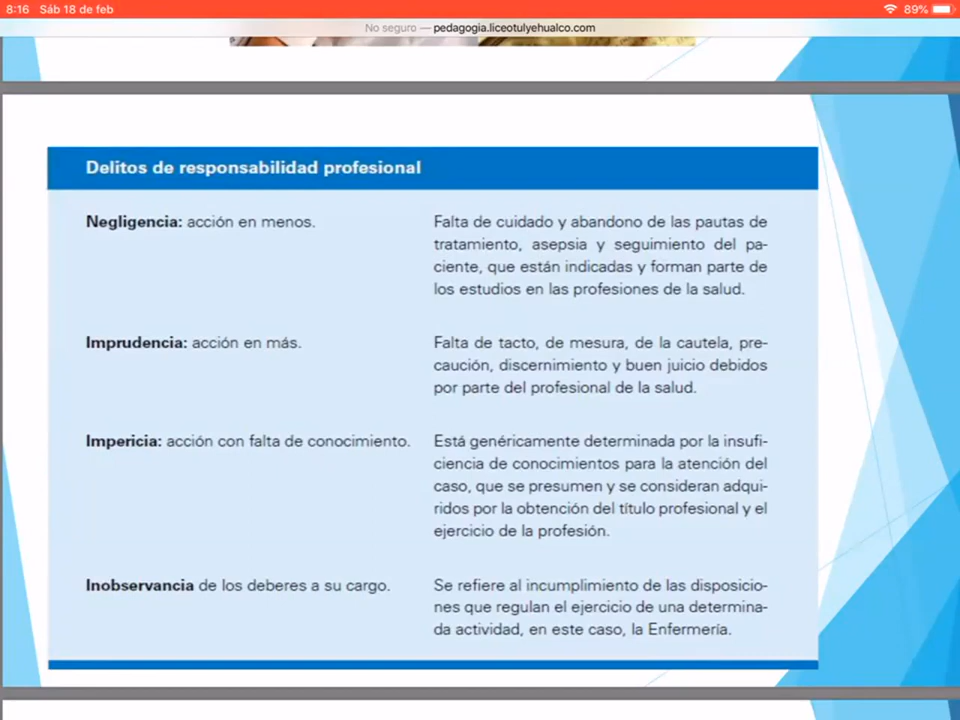 8:16 Sáb 18 de feb
89%
No seguro — pedagogia.liceotulyehualco.com
Delitos de responsabilidad profesional
Negligencia: acción en menos.
Falta de cuidado y abandono de las pautas de
tratamiento, asepsia y seguimiento del pa-
ciente, que están indicadas y forman parte de
los estudios en las profesiones de la salud.
Imprudencia: acción en más.
Falta de tacto, de mesura, de la cautela, pre-
caución, discernimiento y buen juicio debidos
por parte del profesional de la salud.
Impericia: acción con falta de conocimiento.
Está genéricamente determinada por la insufi-
ciencia de conocimientos para la atención del
caso, que se presumen y se consideran adqui-
ridos por la obtención del título profesional y el
ejercicio de la profesión.
Inobservancia de los deberes a su cargo.
Se refiere al incumplimiento de las disposicio-
nes que regulan el ejercicio de una determina-
da actividad, en este caso, la Enfermería.